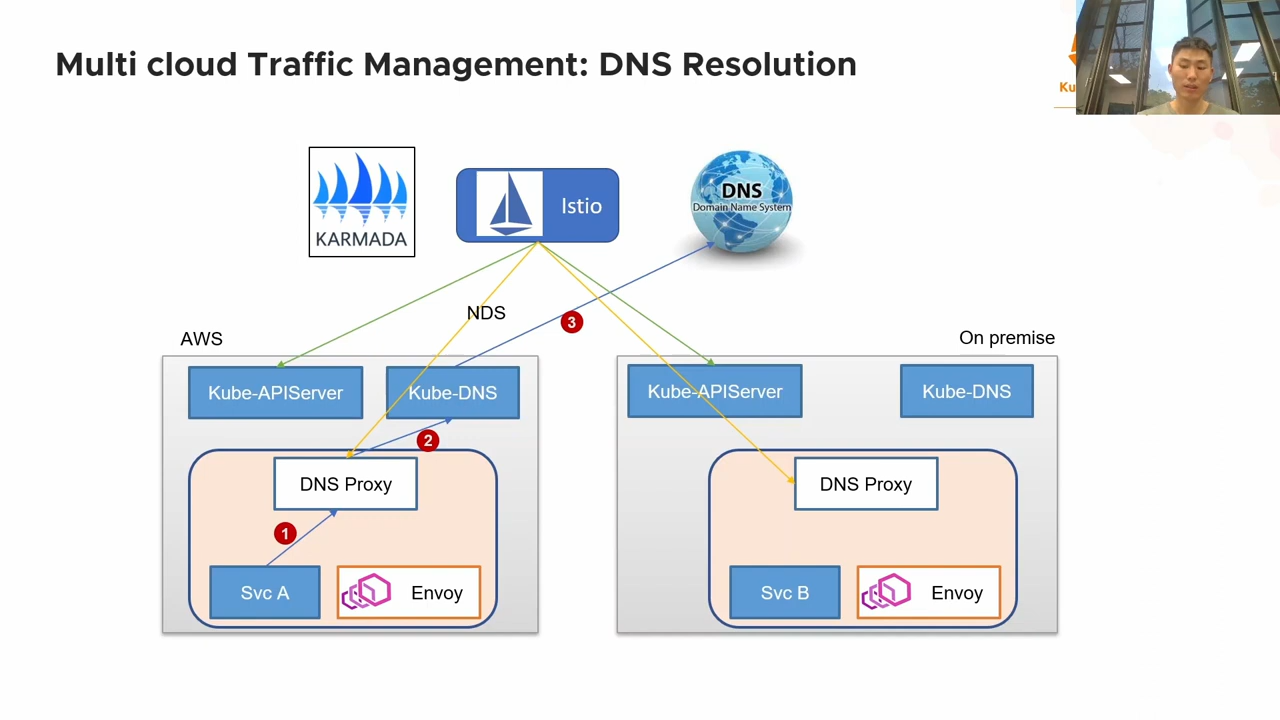 Multi cloud Traffic Management: DNS Resolution
Ku
KARMADA
Istio
DNS
Domain Name System
NDS
3
AWS
On premise
Kube-APIServer
Kube-DNS
Kube-APIServer
Kube-DNS
2
DNS Proxy
DNS Proxy
1
Svc A
Envoy
Svc B
Envoy